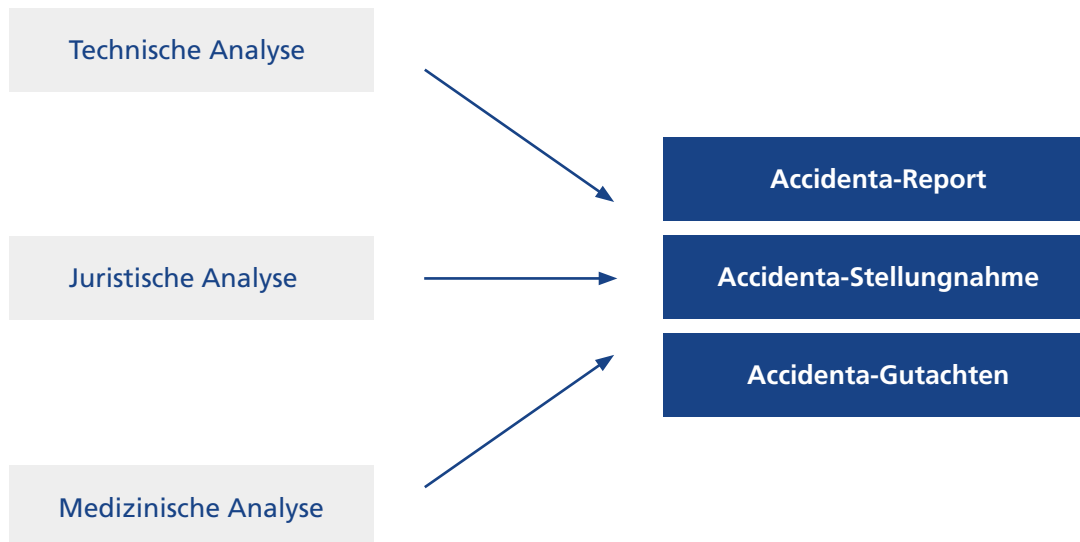 Technische Analyse
Juristische Analyse
Medizinische Analyse
Accidenta-Report
Accidenta-Stellungnahme
Accidenta-Gutachten